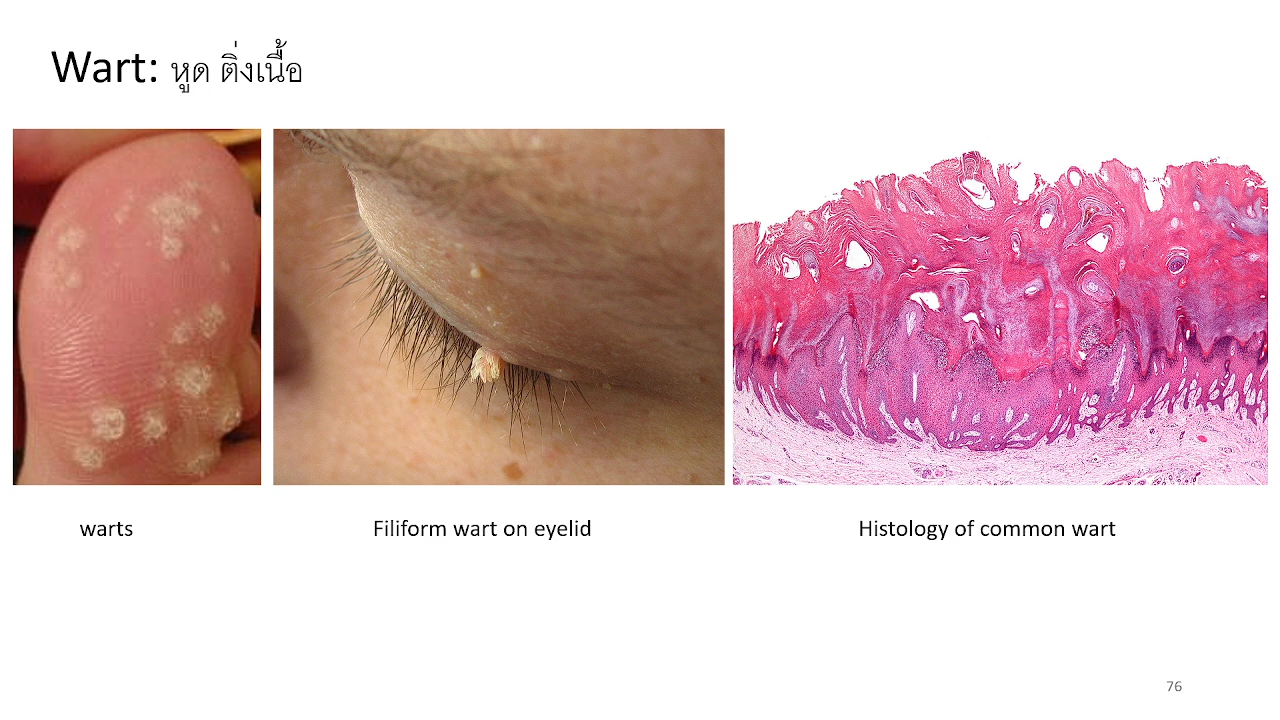 Wart: หูด ติ่งเนื้อ
warts
Filiform wart on eyelid
Histology of common wart
76